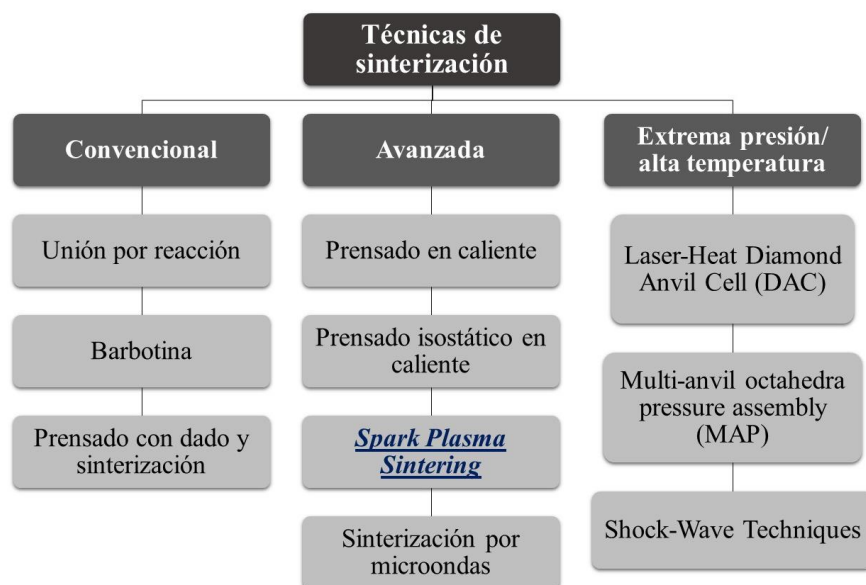 Técnicas de
sinterización
Convencional
Unión por reacción
Barbotina
Prensado con dado y
sinterización
Avanzada
Prensado en caliente
Prensado isostático en
caliente
Spark Plasma
Sintering
Sinterización por
microondas
Extrema presión/
alta temperatura
Laser-Heat Diamond
Anvil Cell (DAC)
Multi-anvil octahedra
pressure assembly
(MAP)
Shock-Wave Techniques